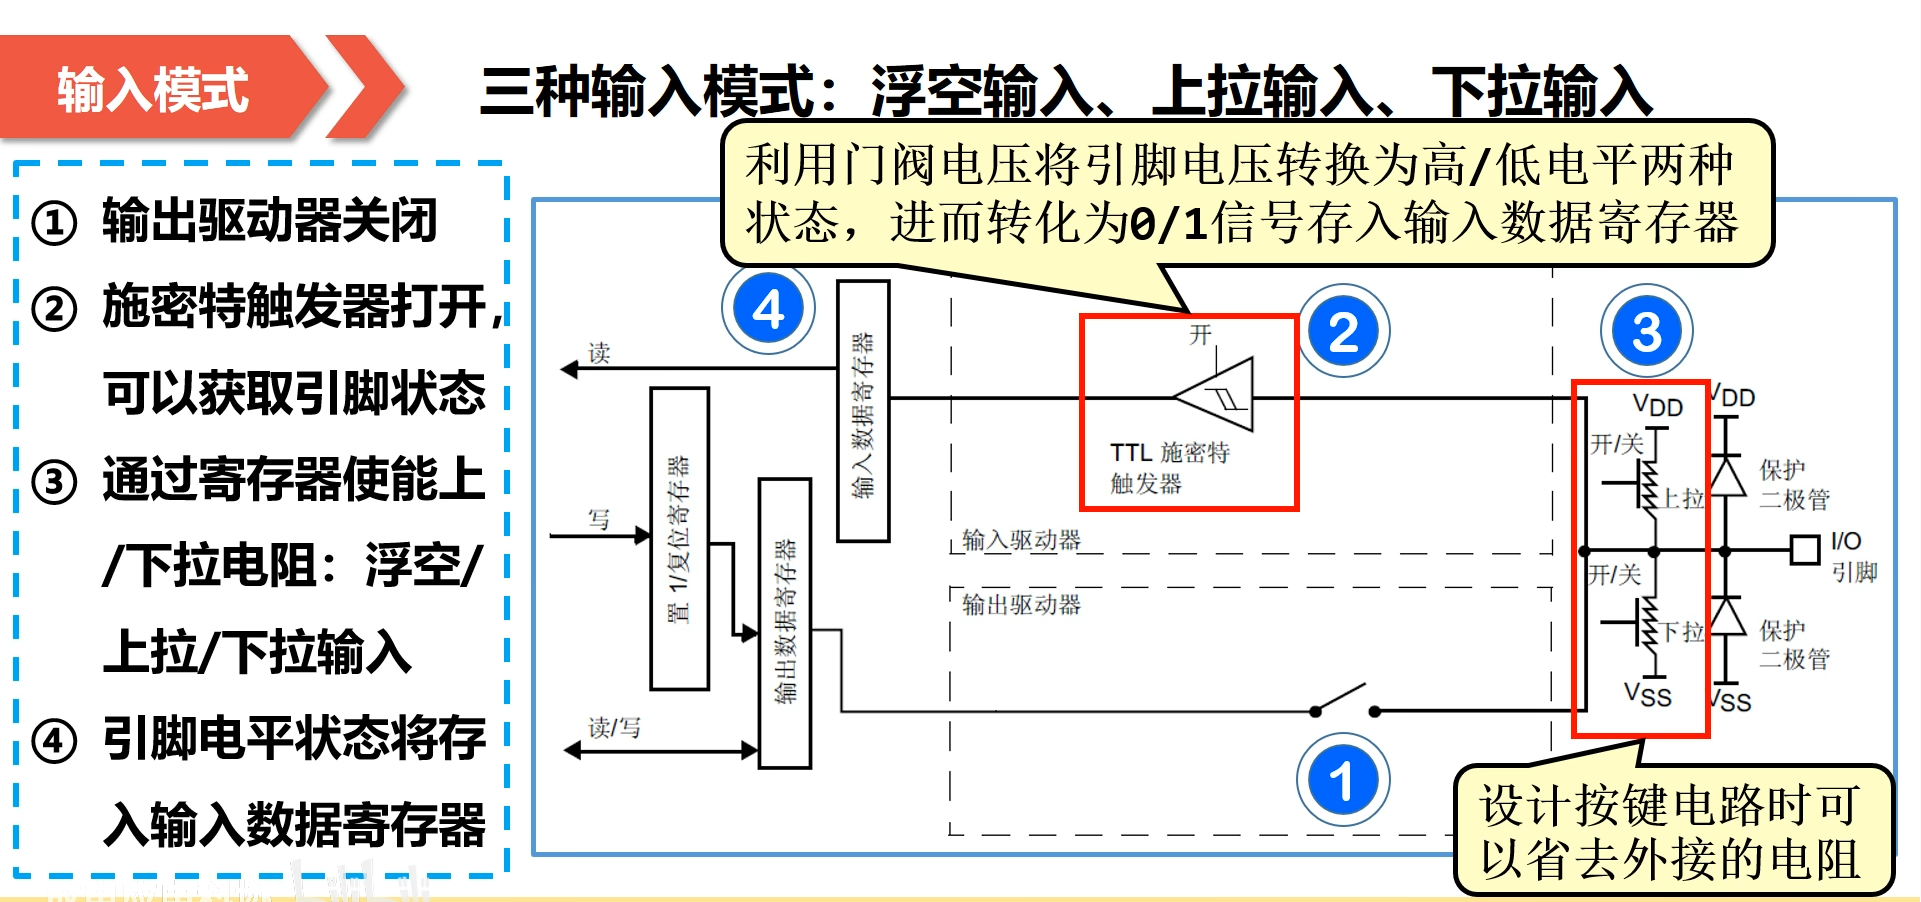 输入模式
三种输入模式：浮空输入、上拉输入、下拉输入
利用门阀电压将引脚电压转换为高/低电平两种
状态，进而转化为0/1信号存入输入数据寄存器
① 输出驱动器关闭
② 施密特触发器打开，
可以获取引脚状态
③ 通过寄存器使能上
/下拉电阻：浮空/
上拉/下拉输入
④ 引脚电平状态将存
入输入数据寄存器
4
2
3
开
读
输入数据寄存器
TTL 施密特
触发器
VDD
VDD
开/关
上拉
保护
二极管
写
置 1/复位寄存器
输出数据寄存器
输入驱动器
I/O
引脚
开/关
下拉
输出驱动器
保护
二极管
VSS
VSS
读/写
1
设计按键电路时可
以省去外接的电阻